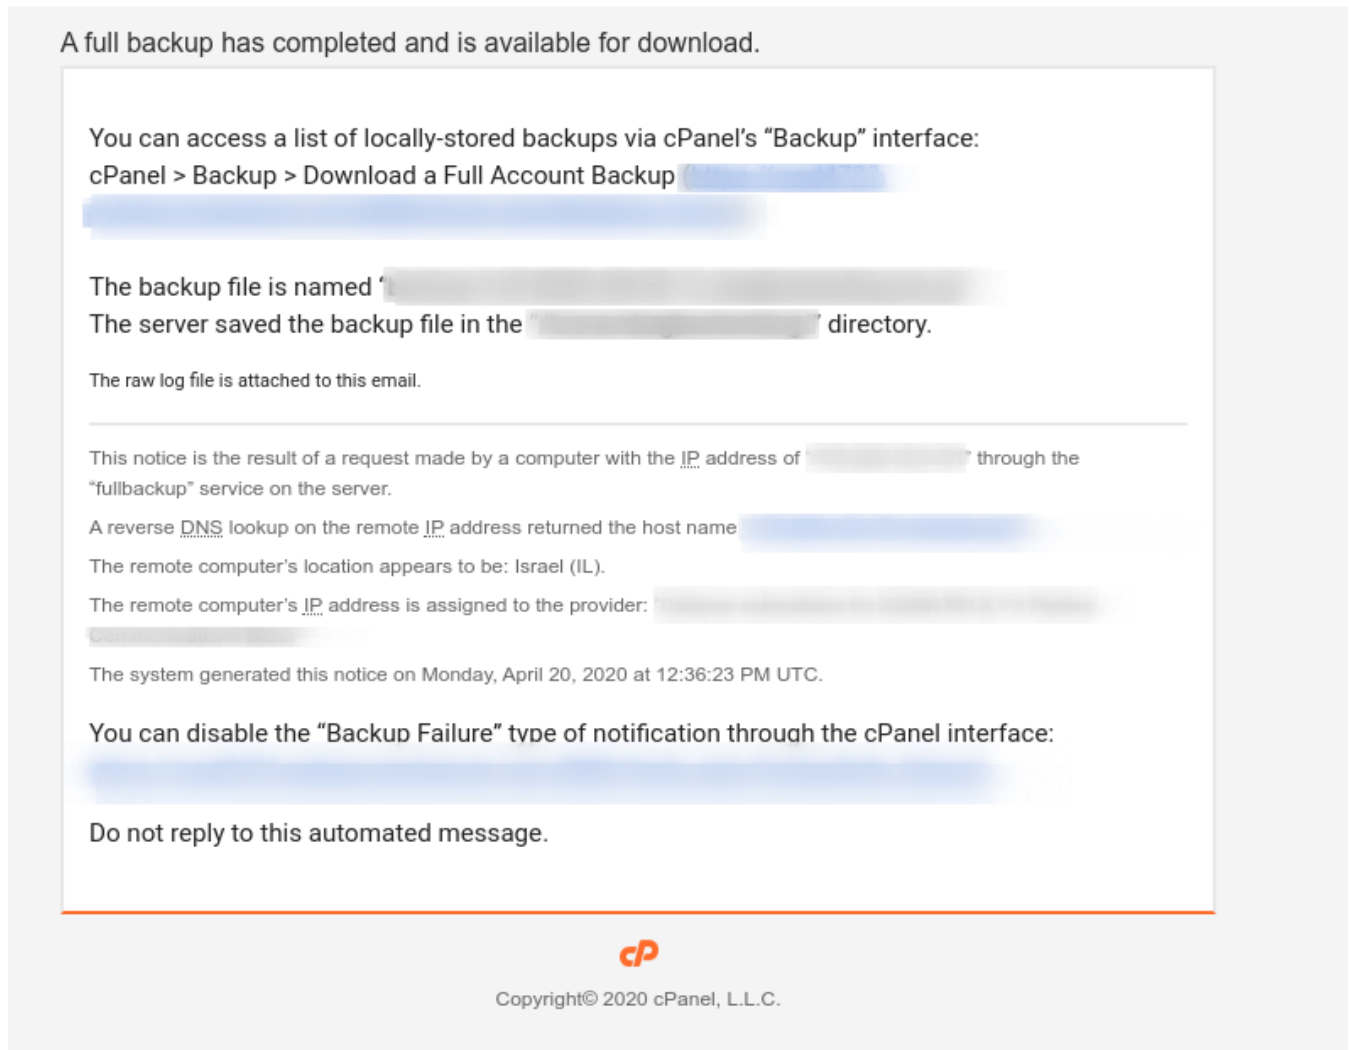 A full backup has completed and is available for download.
You can access a list of locally-stored backups via cPanel’s “Backup” interface:
cPanel > Backup > Download a Full Account Backup
The backup file is named “
The server saved the backup file in the “ ” directory.
The raw log file is attached to this email.
This notice is the result of a request made by a computer with the IP address of “ ” through the
“fullbackup” service on the server.
A reverse DNS lookup on the remote IP address returned the host name
The remote computer’s location appears to be: Israel (IL).
The remote computer’s IP address is assigned to the provider: “
The system generated this notice on Monday, April 20, 2020 at 12:36:23 PM UTC.
You can disable the “Backup Failure” type of notification through the cPanel interface:
Do not reply to this automated message.
cP
Copyright© 2020 cPanel, L.L.C.